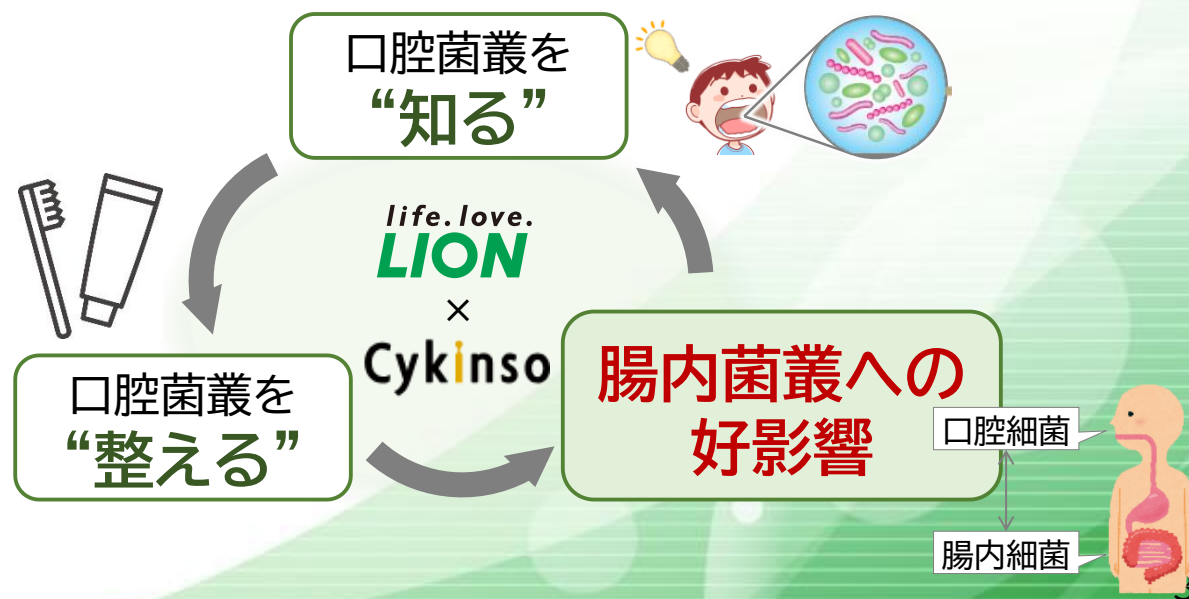 口腔菌叢を
“知る”
life.love.
LION
×
Cykinso
口腔菌叢を
“整える”
腸内菌叢への
好影響
口腔細菌
腸内細菌